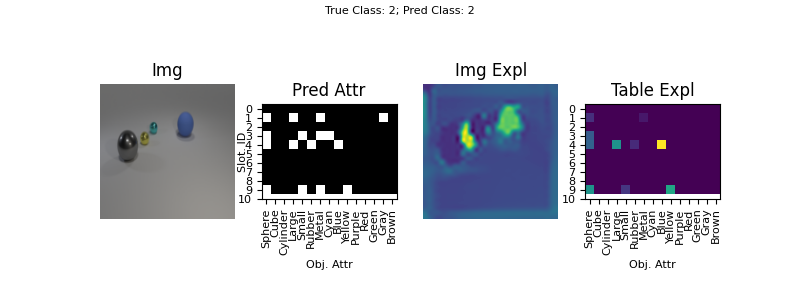 True Class: 2; Pred Class: 2
Img
Pred Attr
Img Expl
Table Expl
Slot. ID
0
1
2
3
4
5
6
7
8
9
10
0
1
2
3
4
5
6
7
8
9
10
Sphere
Cube
Cylinder
Large
Small
Rubber
Metal
Cyan
Blue
Yellow
Purple
Red
Green
Gray
Brown
Sphere
Cube
Cylinder
Large
Small
Rubber
Metal
Cyan
Blue
Yellow
Purple
Red
Green
Gray
Brown
Obj. Attr
Obj. Attr